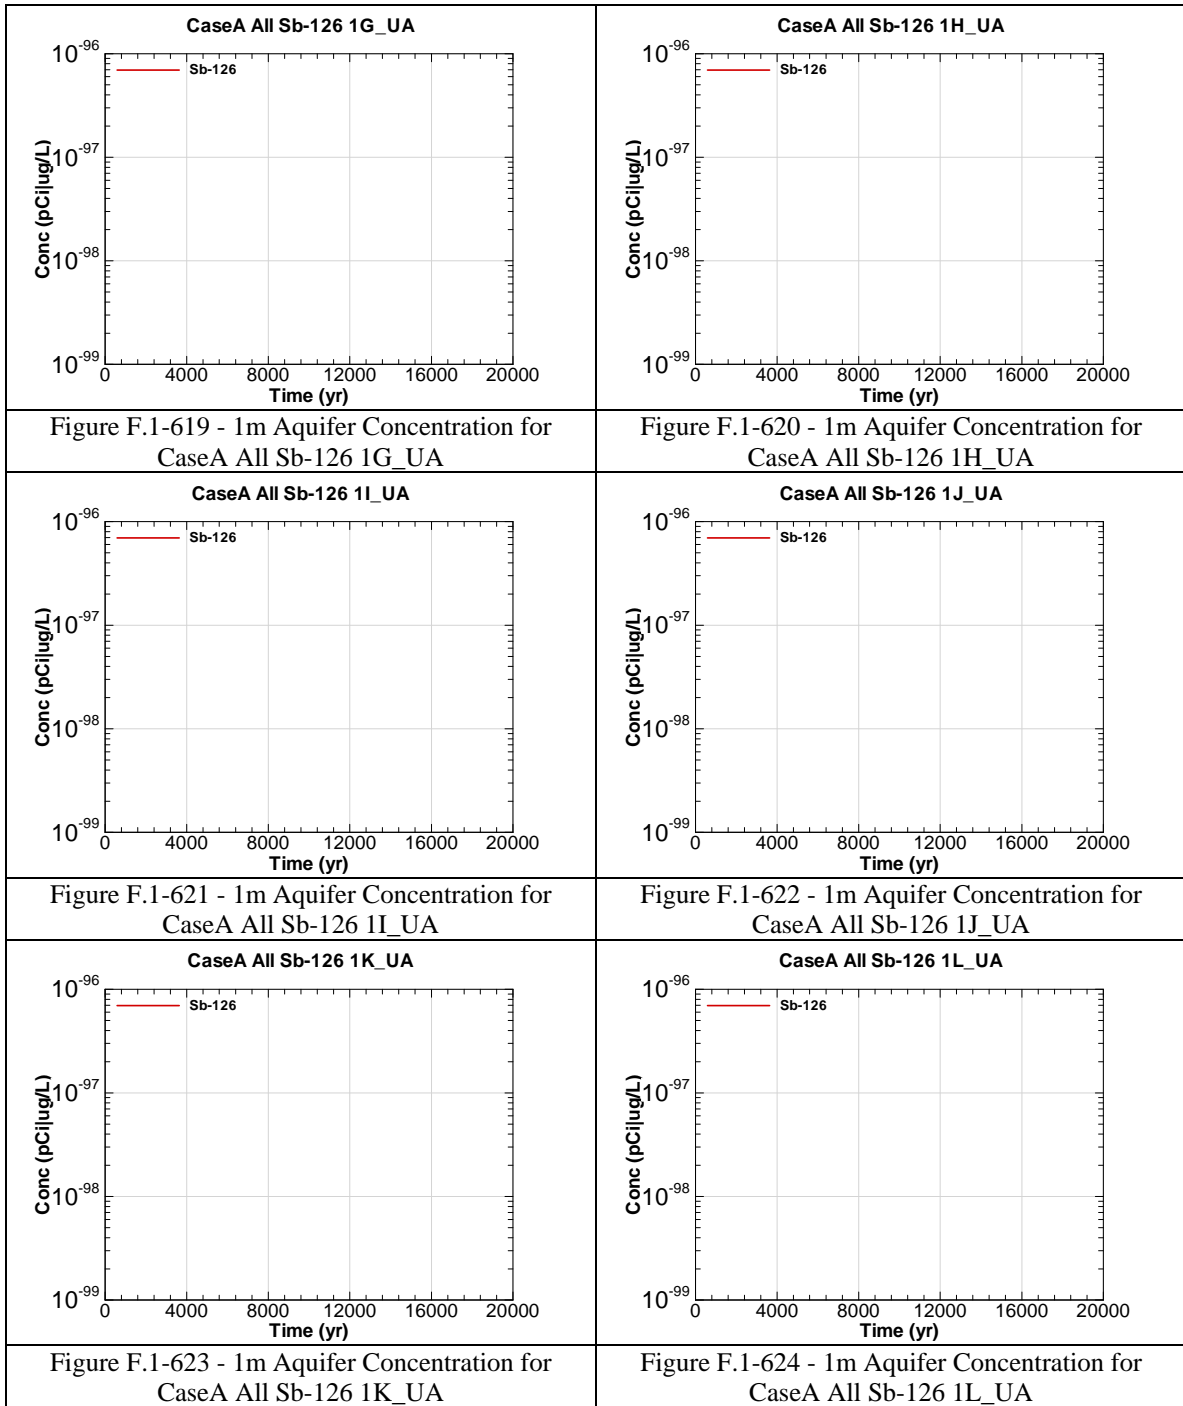 CaseA All Sb-126 1G_UA
Sb-126
Conc (pCi|ug/L)
10-96
10-97
10-98
10-99
0 4000 8000 12000 16000 20000
Time (yr)
Figure F.1-619 - 1m Aquifer Concentration for
CaseA All Sb-126 1G_UA
CaseA All Sb-126 1H_UA
Sb-126
Conc (pCi|ug/L)
10-96
10-97
10-98
10-99
0 4000 8000 12000 16000 20000
Time (yr)
Figure F.1-620 - 1m Aquifer Concentration for
CaseA All Sb-126 1H_UA
CaseA All Sb-126 1I_UA
Sb-126
Conc (pCi|ug/L)
10-96
10-97
10-98
10-99
0 4000 8000 12000 16000 20000
Time (yr)
Figure F.1-621 - 1m Aquifer Concentration for
CaseA All Sb-126 1I_UA
CaseA All Sb-126 1J_UA
Sb-126
Conc (pCi|ug/L)
10-96
10-97
10-98
10-99
0 4000 8000 12000 16000 20000
Time (yr)
Figure F.1-622 - 1m Aquifer Concentration for
CaseA All Sb-126 1J_UA
CaseA All Sb-126 1K_UA
Sb-126
Conc (pCi|ug/L)
10-96
10-97
10-98
10-99
0 4000 8000 12000 16000 20000
Time (yr)
Figure F.1-623 - 1m Aquifer Concentration for
CaseA All Sb-126 1K_UA
CaseA All Sb-126 1L_UA
Sb-126
Conc (pCi|ug/L)
10-96
10-97
10-98
10-99
0 4000 8000 12000 16000 20000
Time (yr)
Figure F.1-624 - 1m Aquifer Concentration for
CaseA All Sb-126 1L_UA